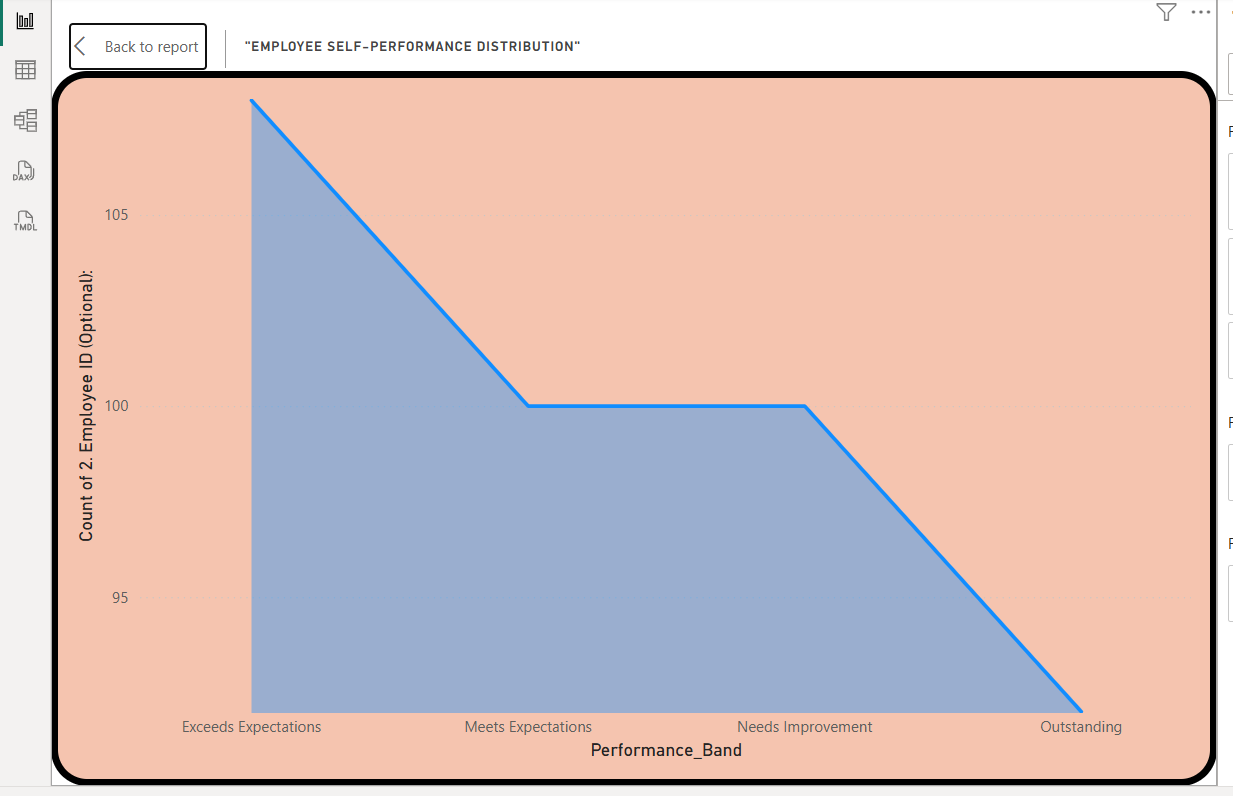 Back to report
"EMPLOYEE SELF-PERFORMANCE DISTRIBUTION"
DAX
TMDL
Count of 2. Employee ID (Optional):
105
100
95
Exceeds Expectations
Meets Expectations
Needs Improvement
Outstanding
Performance_Band